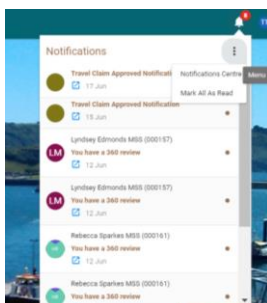 8
Notifications
Travel Claim Approved Notificati
17 Jun
Notifications Centre
Menu
Mark All As Read
Travel Claim Approved Notification
15 Jun
Lyndsey Edmonds MSS (000157)
LM
You have a 360 review
12 Jun
Lyndsey Edmonds MSS (000157)
LM
You have a 360 review
12 Jun
Rebecca Sparkes MSS (000161)
You have a 360 review
12 Jun
Rebecca Sparkes MSS (000161)
You have a 360 review